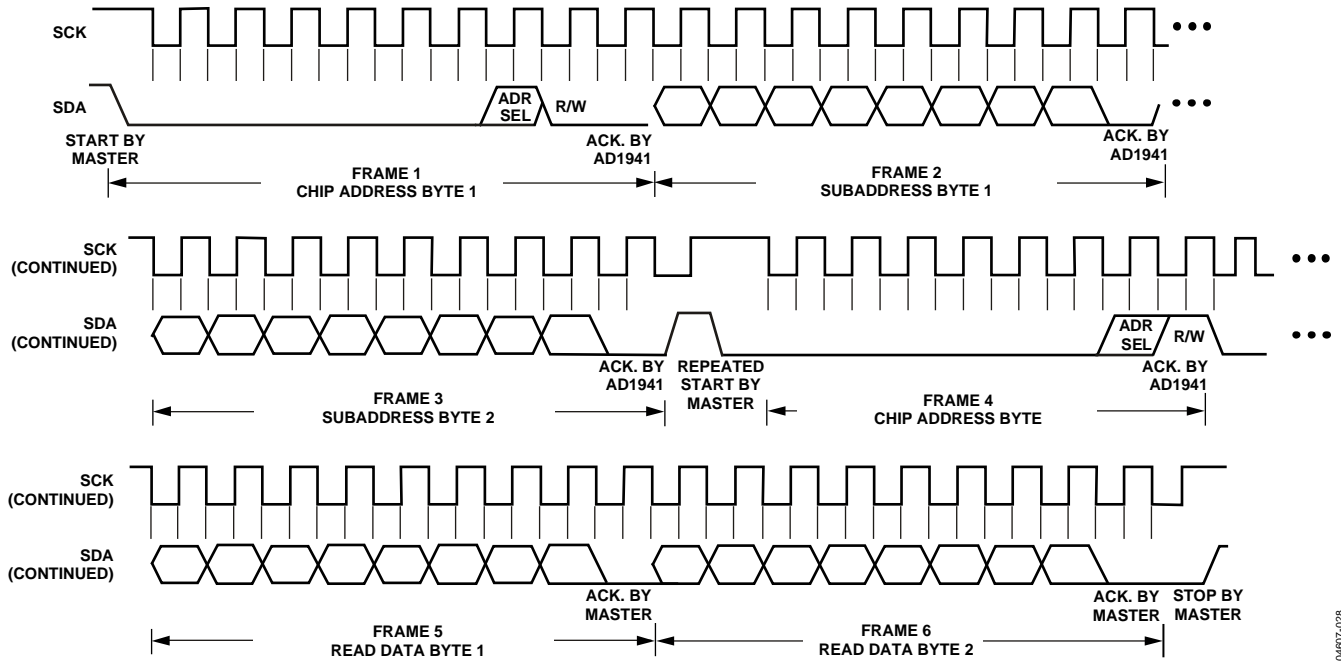 SCK
SDA
ADR
SEL
R/W
START BY
MASTER
ACK. BY
AD1941
ACK. BY
AD1941
FRAME 1
CHIP ADDRESS BYTE 1
FRAME 2
SUBADDRESS BYTE 1
SCK
(CONTINUED)
SDA
(CONTINUED)
ADR
SEL
R/W
ACK. BY
AD1941
REPEATED
START BY
MASTER
ACK. BY
AD1941
FRAME 3
SUBADDRESS BYTE 2
FRAME 4
CHIP ADDRESS BYTE
SCK
(CONTINUED)
SDA
(CONTINUED)
ACK. BY
MASTER
ACK. BY
MASTER
STOP BY
MASTER
FRAME 5
READ DATA BYTE 1
FRAME 6
READ DATA BYTE 2
04607-028